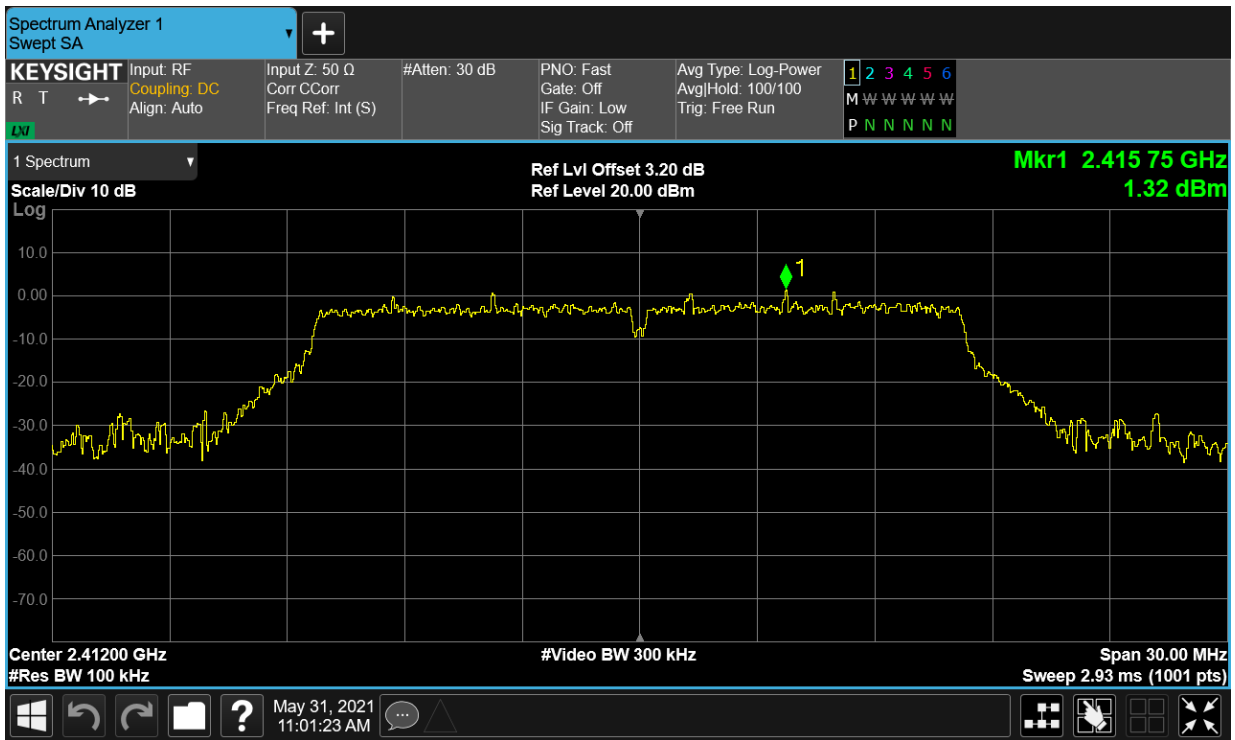 Spectrum Analyzer 1
Swept SA
KEYSIGHT
R T
LXI
Input: RF
Coupling: DC
Align: Auto
Input Z: 50 Ω
Corr CCorr
Freq Ref: Int (S)
#Atten: 30 dB
PNO: Fast
Gate: Off
IF Gain: Low
Sig Track: Off
Avg Type: Log-Power
Avg|Hold: 100/100
Trig: Free Run
1 2 3 4 5 6
M W W W W W
P N N N N N
1 Spectrum
Scale/Div 10 dB
Log
Ref Lvl Offset 3.20 dB
Ref Level 20.00 dBm
Mkr1 2.415 75 GHz
1.32 dBm
10.0
0.00
-10.0
-20.0
-30.0
-40.0
-50.0
-60.0
-70.0
1
Center 2.41200 GHz
#Res BW 100 kHz
#Video BW 300 kHz
Span 30.00 MHz
Sweep 2.93 ms (1001 pts)
?
May 31, 2021
11:01:23 AM